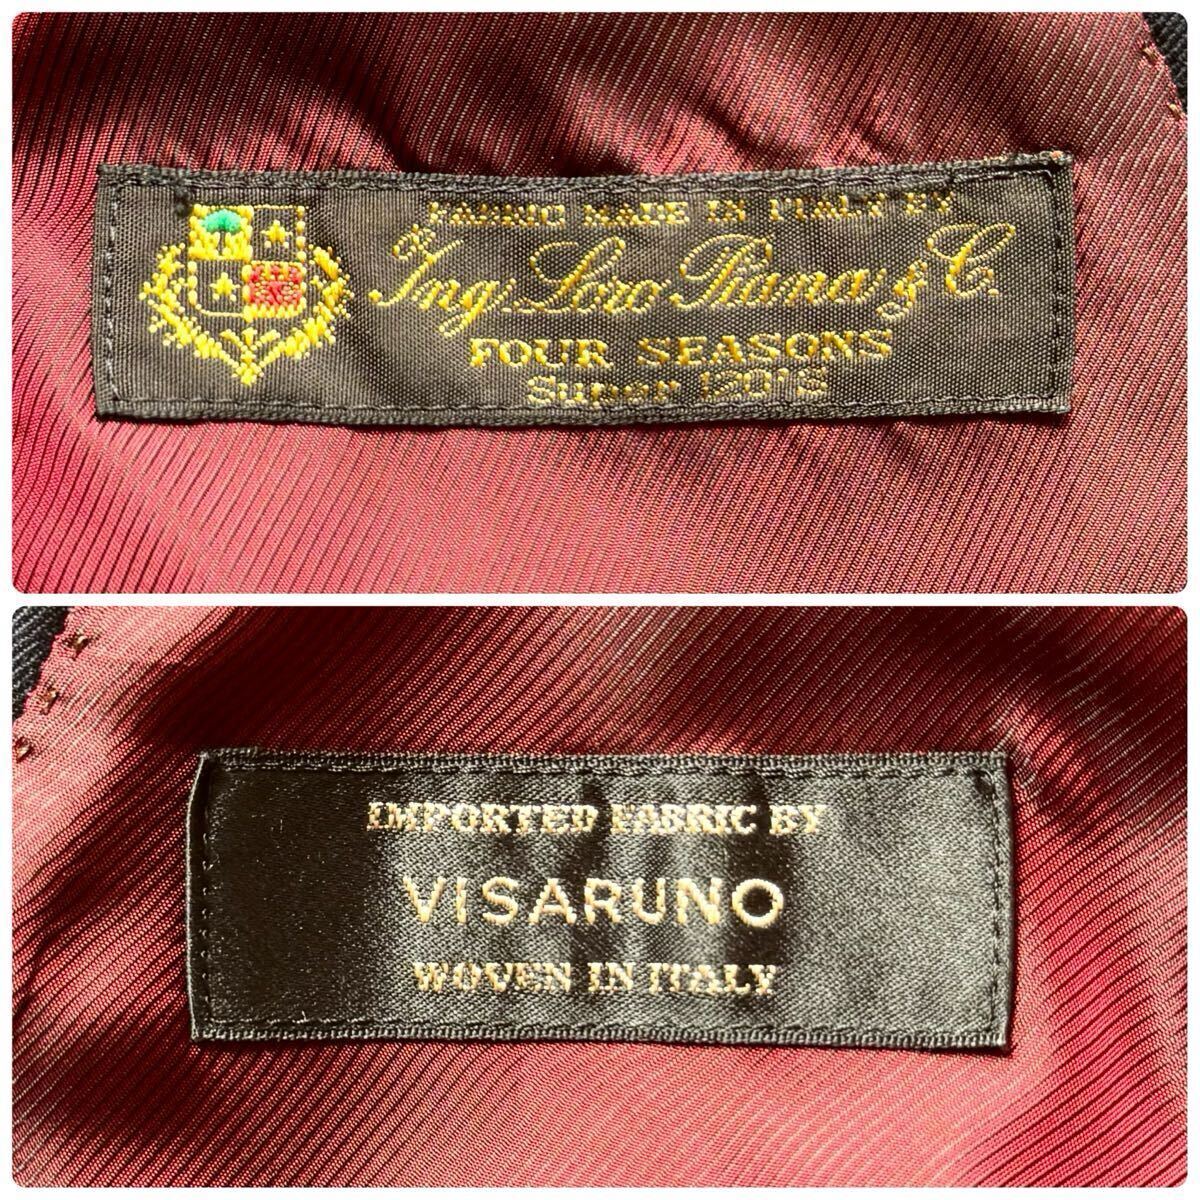 FABRIC MADE IN ITALY BY
Ing. Loro Piana & C.
FOUR SEASONS
Super 120'S
IMPORTED FABRIC BY
VISARUNO
WOVEN IN ITALY